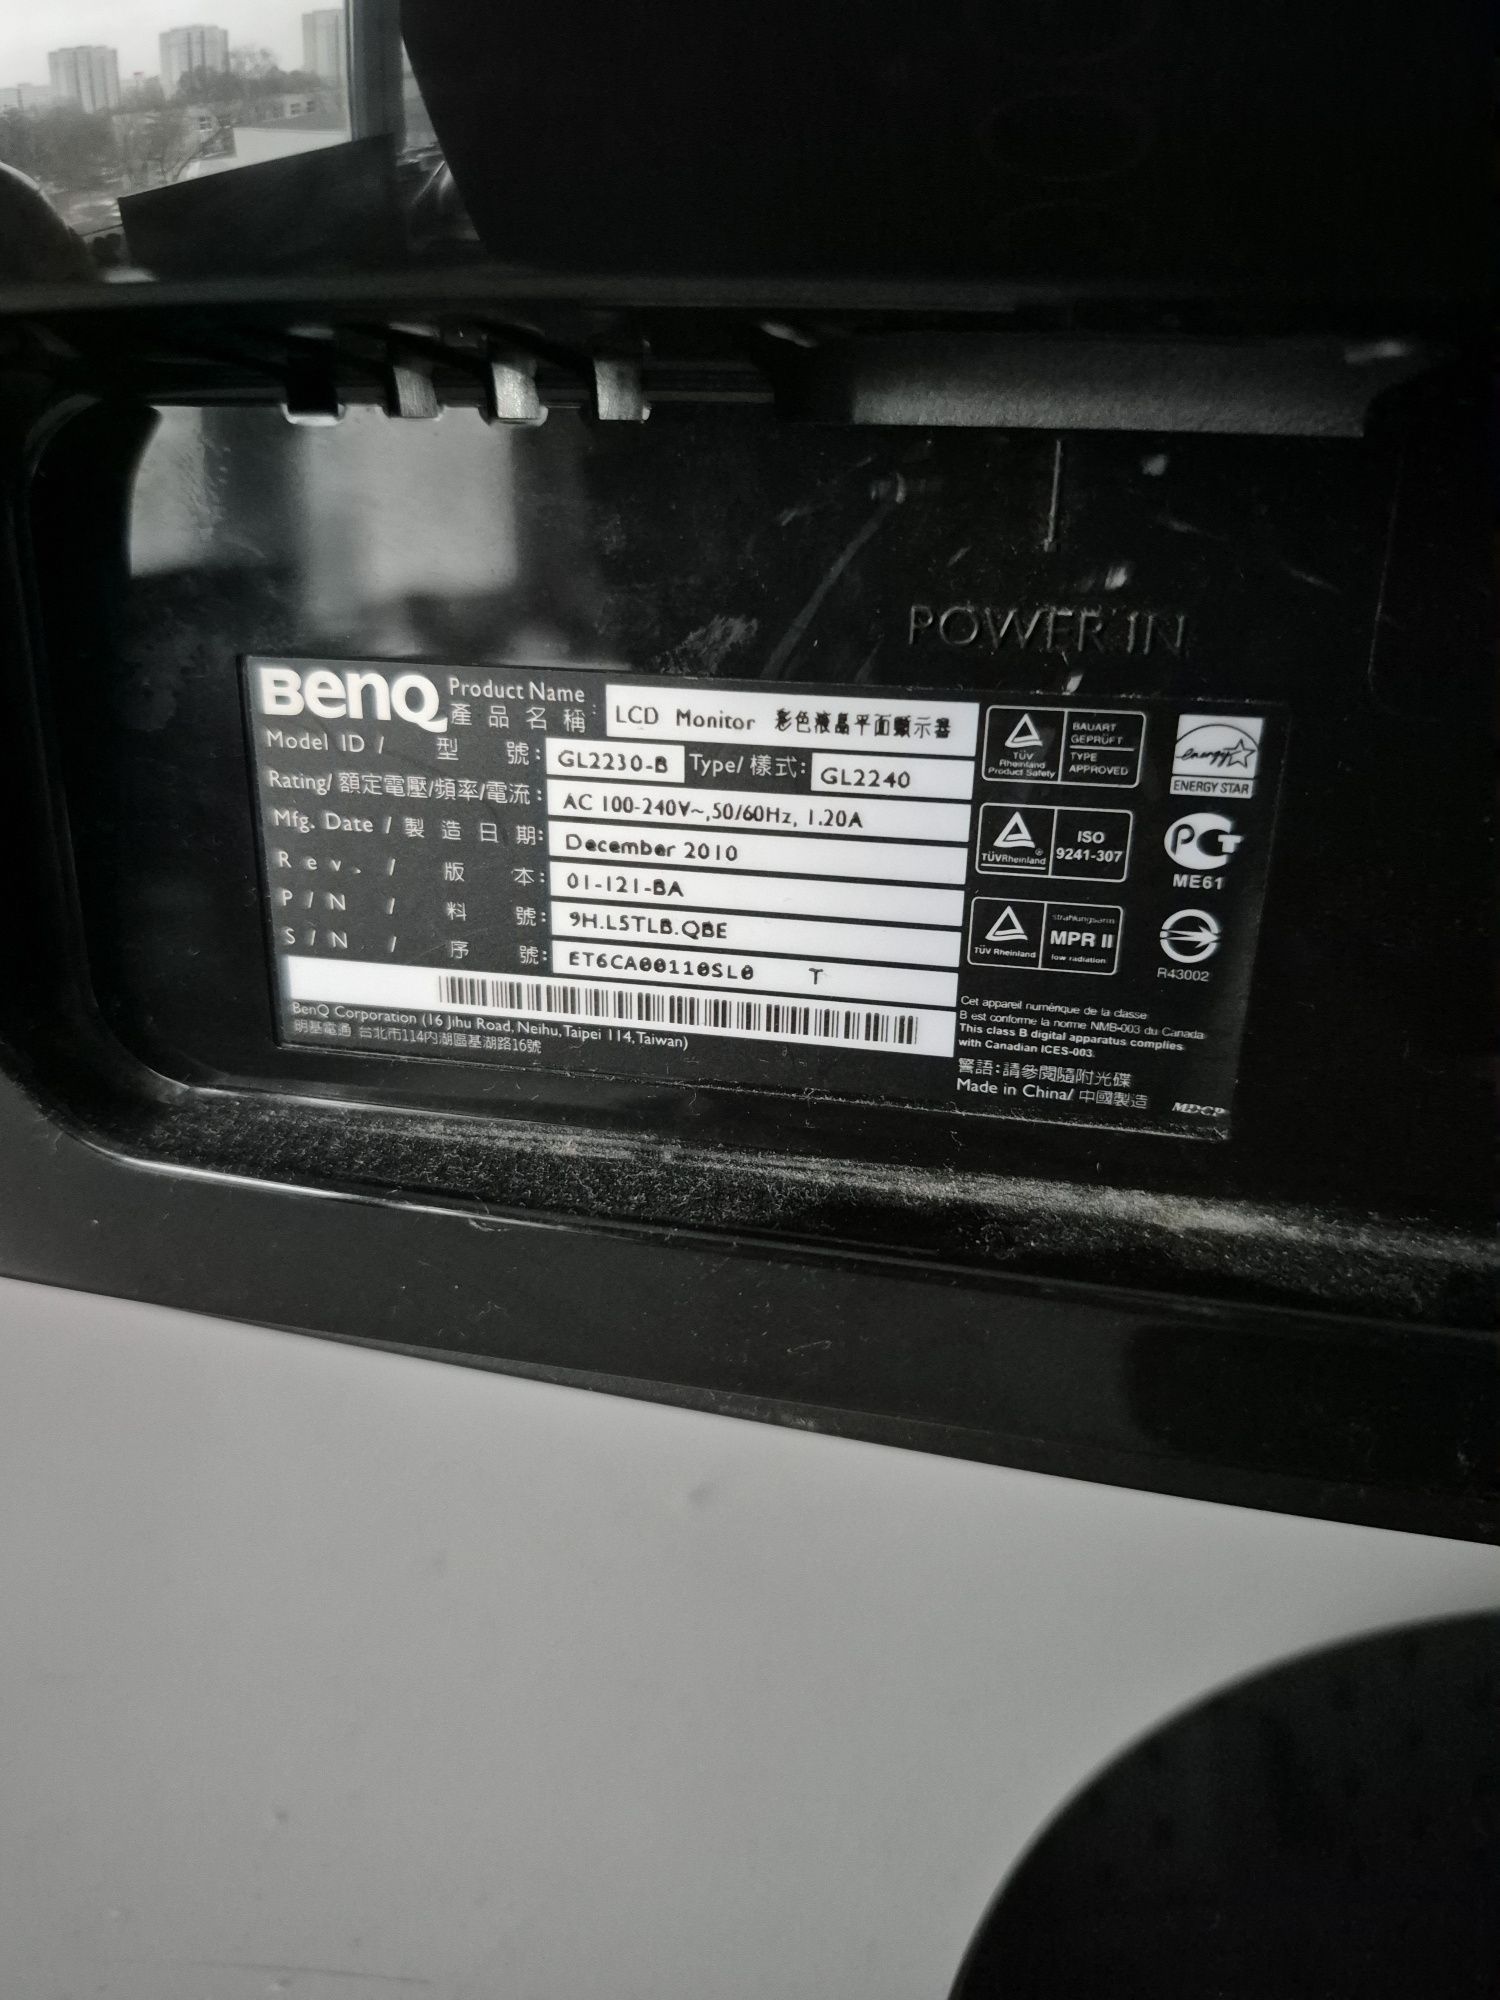 POWER IN
BenQ
Product Name
產品名稱:
LCD Monitor 彩色液晶平面顯示器
Model ID / 型 號: GL2230-B Type/ 樣式: GL2240
Rating/ 額定電壓/頻率/電流: AC 100-240V~,50/60Hz, 1.20A
Mfg. Date / 製造日期: December 2010
Rev. / 版 本: 01-121-BA
P/N / 料 號: 9H.L5TLB.QBE
S/N. / 序 號: ET6CA00110SL0 T
BenQ Corporation (16 Jihu Road, Neihu, Taipei 114, Taiwan)
明基電通 台北市114內湖區基湖路16號
TÜV
Rheinland
Product Safety
BAUART
GEPRÜFT
TYPE
APPROVED
energy
ENERGY STAR
TÜVRheinland
®
ISO
9241-307
PCT
ME61
TÜV Rheinland
strahlungsarm
MPR II
low radiation
R43002
Cet appareil numérique de la classe
B est conforme la norme NMB-003 du Canada
This class B digital apparatus complies
with Canadian ICES-003.
警語:請參閱隨附光碟
Made in China/ 中國製造
MDCP